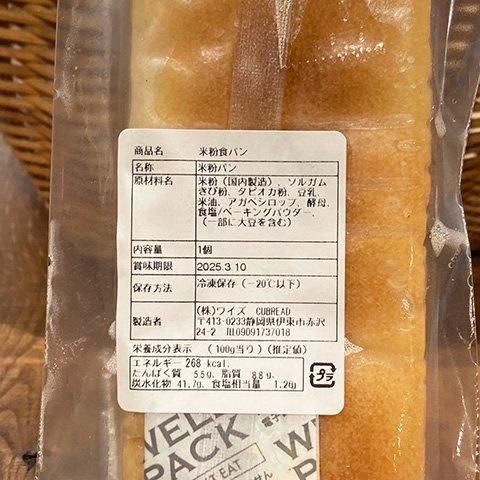 商品名 米粉食パン
名称 米粉パン
原材料名 米粉（国内製造）、ソルガム
きび粉、タピオカ粉、豆乳、
米油、アガベシロップ、酵母、
食塩/ベーキングパウダー、
（一部に大豆を含む）
内容量 1個
賞味期限 2025.3.10
保存方法 冷凍保存（－20℃以下）
製造者 （株）ワイズ CUBREAD
〒413-0233静岡県伊東市赤沢
24-2 ℡09091737018
栄養成分表示 （100g当り）（推定値）
エネルギー 268 kcal,
たんぱく質 5.5g, 脂質 8.8g,
炭水化物 41.7g, 食塩相当量 1.26g
プラ
WELL
PACK
EAT